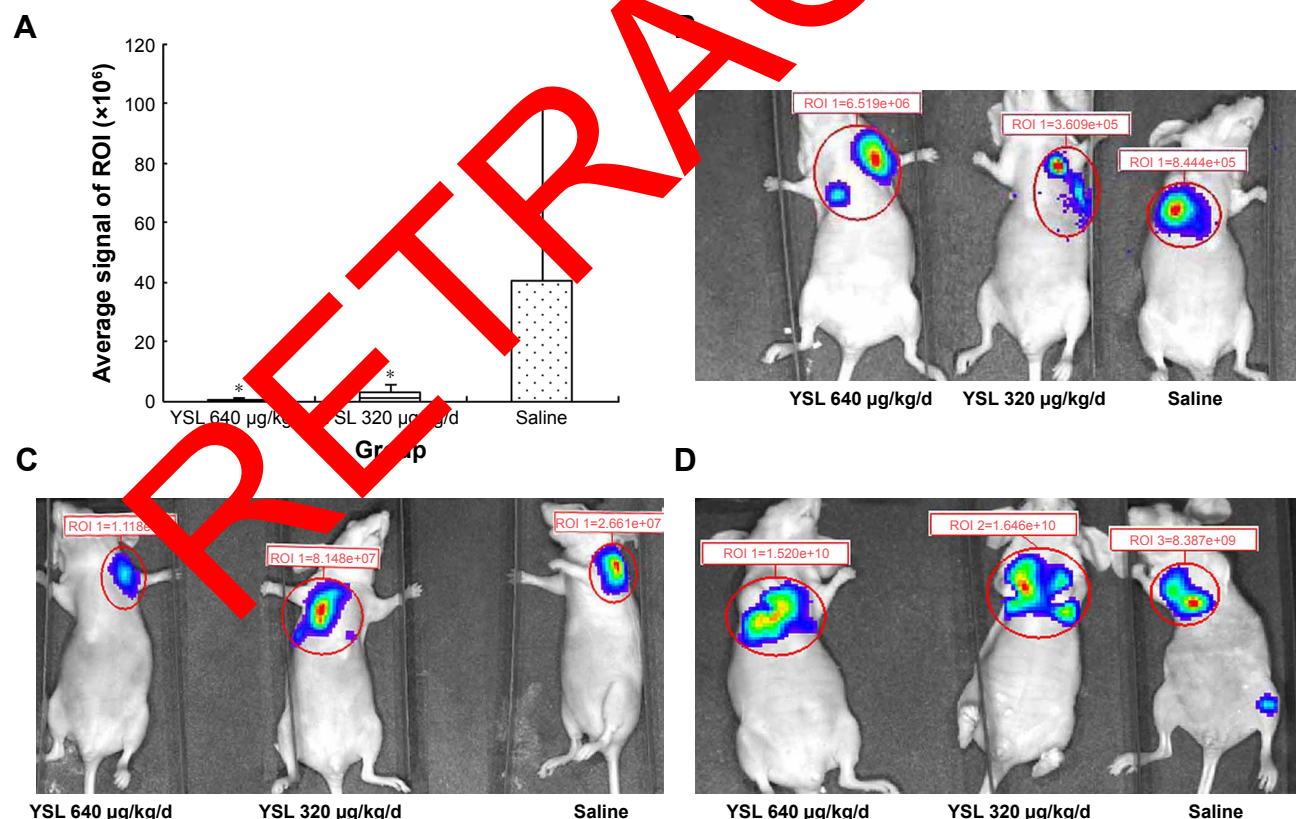 A
Average signal of ROI (×10⁶)
120
100
80
60
40
20
0
*
*
YSL 640 µg/kg
SL 320 µg/kg/d
Saline
ROI 1=6.519e+06
ROI 1=3.609e+05
ROI 1=8.444e+05
YSL 640 µg/kg/d
YSL 320 µg/kg/d
Saline
C
ROI 1=1.118e
ROI 1=8.148e+07
ROI 1=2.661e+07
YSL 640 µg/kg/d
YSL 320 µg/kg/d
Saline
D
ROI 1=1.520e+10
ROI 2=1.646e+10
ROI 3=8.387e+09
YSL 640 µg/kg/d
YSL 320 µg/kg/d
Saline
RETRAC